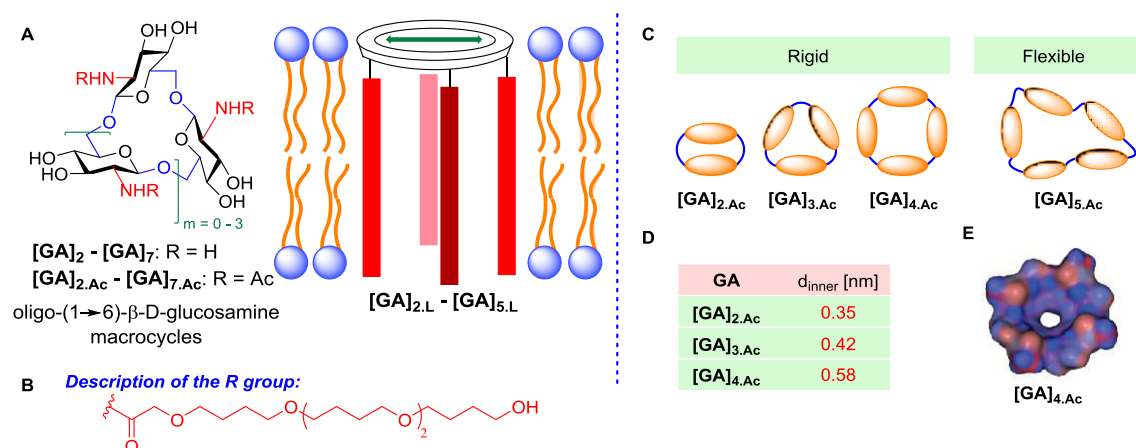 A
OH
OH
RHN
O
O
O
NHR
O
O
HO
HO
O
O
NHR
OH
OH
m = 0 - 3
[GA]2 - [GA]7: R = H
[GA]2.Ac - [GA]7.Ac: R = Ac
oligo-(1→6)-β-D-glucosamine
macrocycles
[GA]2.L - [GA]5.L
B
Description of the R group:
O
O
O
O
2
O
OH
C
Rigid
Flexible
[GA]2.Ac
[GA]3.Ac
[GA]4.Ac
[GA]5.Ac
D
GA dinner [nm]
[GA]2.Ac 0.35
[GA]3.Ac 0.42
[GA]4.Ac 0.58
E
[GA]4.Ac